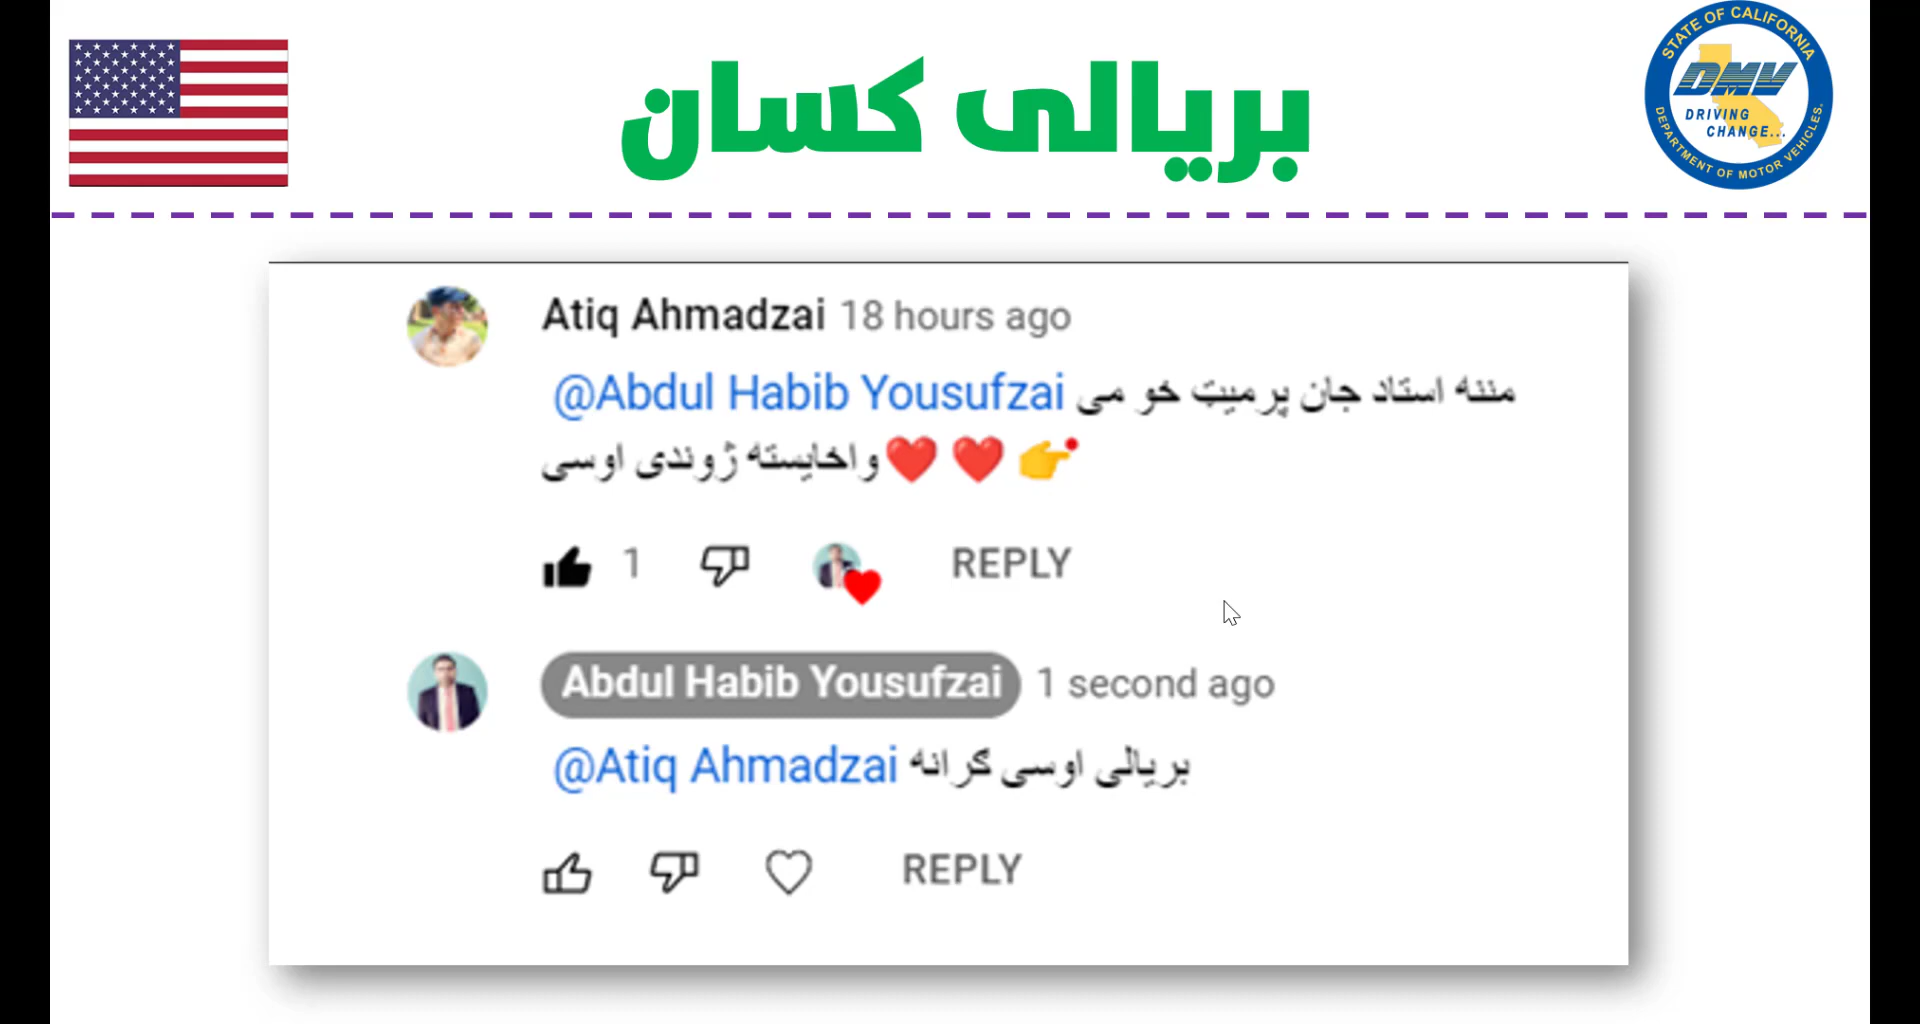 بریالی کسان
STATE OF CALIFORNIA
DMV
DRIVING
CHANGE...
DEPARTMENT OF MOTOR VEHICLES.
Atiq Ahmadzai 18 hours ago
@Abdul Habib Yousufzai مننه استاد جان پرمیټ خو می
واخایسته ژوندی اوسی❤️ ❤️ 👉
1 REPLY
Abdul Habib Yousufzai 1 second ago
@Atiq Ahmadzai بریالی اوسی ګرانه
REPLY